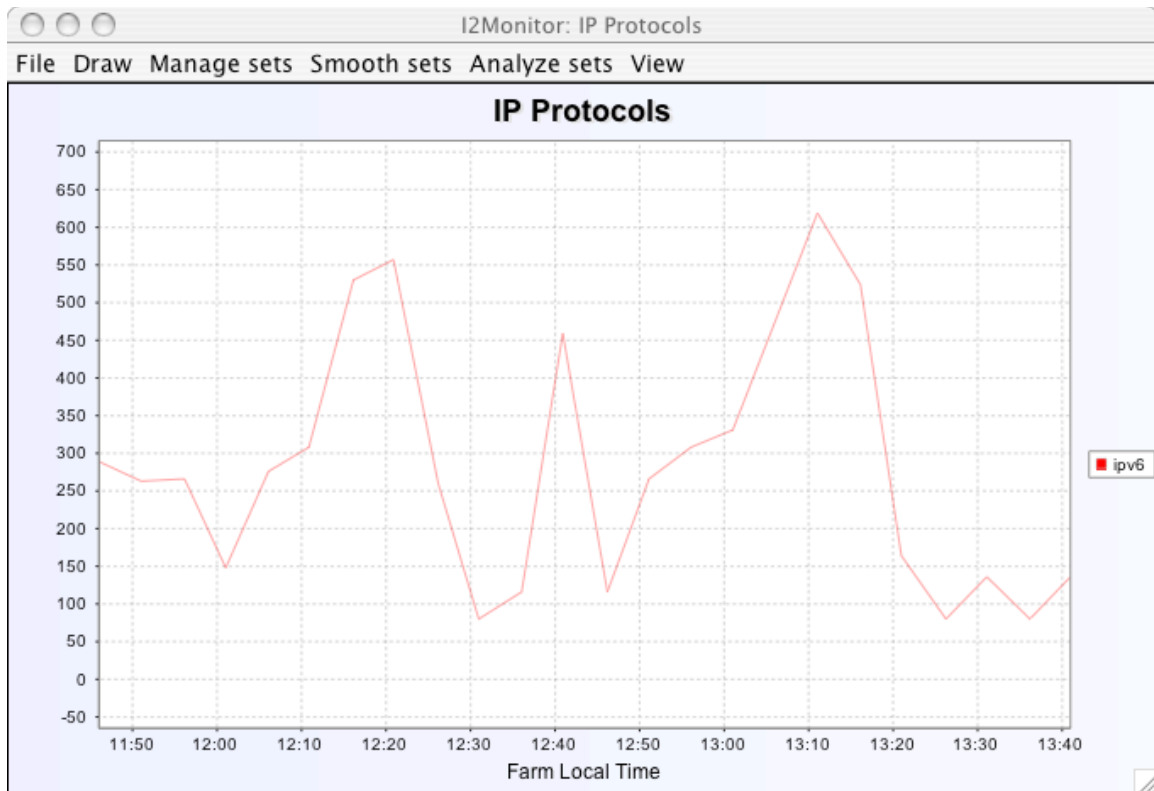 I2Monitor: IP Protocols
File Draw Manage sets Smooth sets Analyze sets View
IP Protocols
700
650
600
550
500
450
400
350
300
250
200
150
100
50
0
-50
ipv6
11:50 12:00 12:10 12:20 12:30 12:40 12:50 13:00 13:10 13:20 13:30 13:40
Farm Local Time